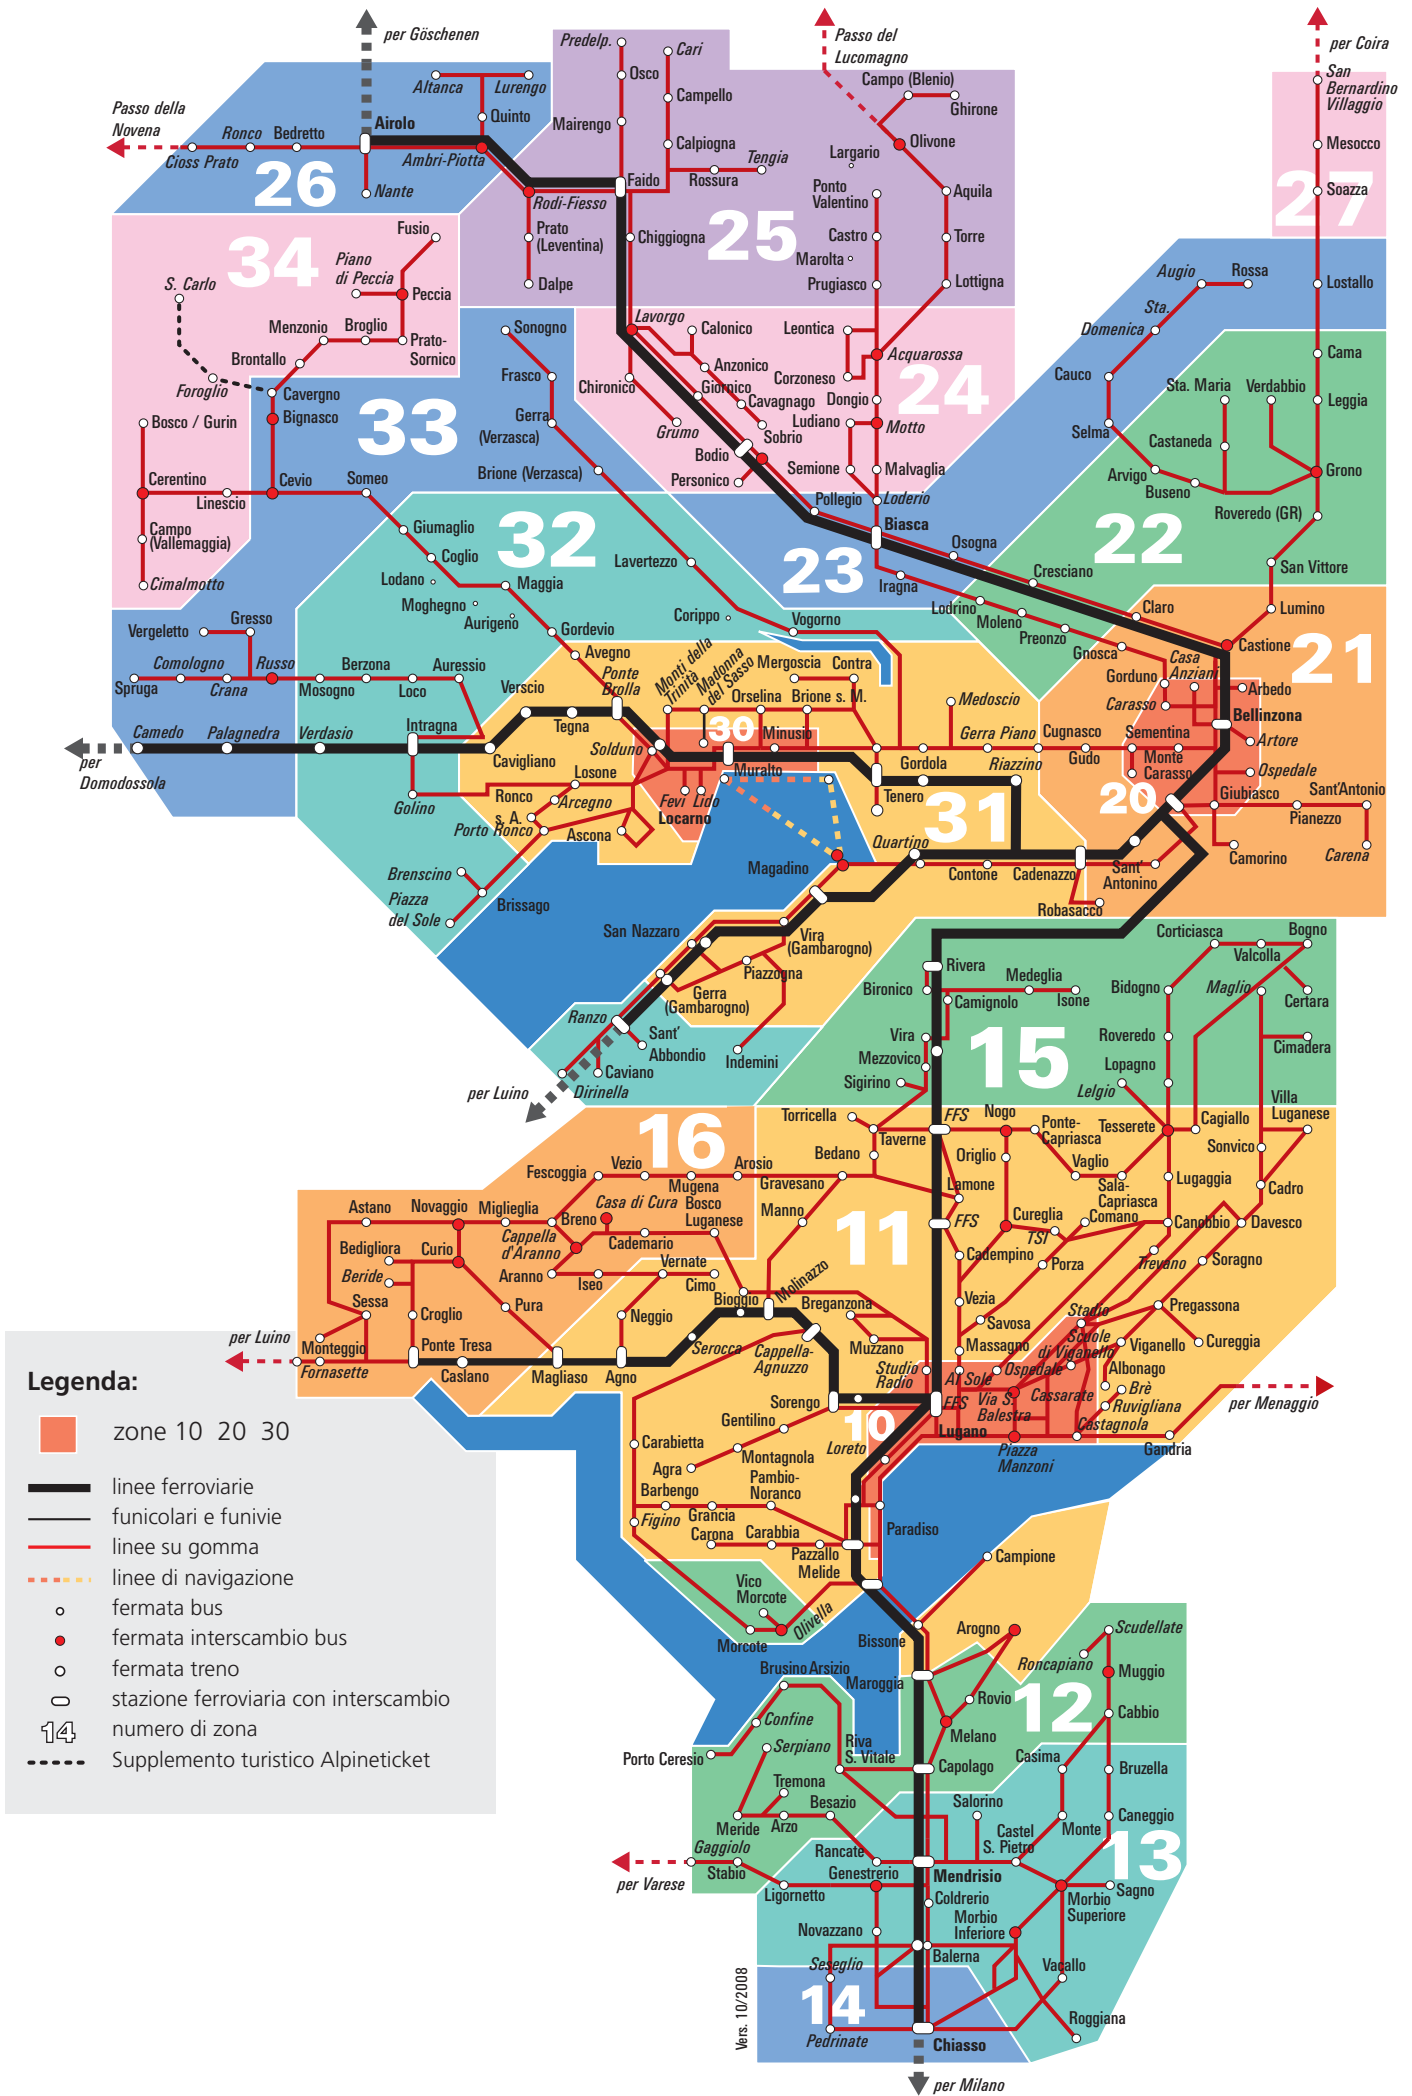 per Göschenen
Passo del
Lucomagno
per Coira
Predelp.
Cari
San
Bernardino
Villaggio
Altanca
Lurengo
Osco
Campo (Blenio)
Ghirone
Passo della
Novena
Campello
Airolo
Quinto
Mairengo
Ronco
Bedretto
Cioss Prato
Ambri-Piotta
Calpiogna
Olivone
Mesocco
Tengia
Largario
26
Nante
Faido
Rossura
Ponto
Valentino
Aquila
Soazza
27
Rodi-Fiesso
34
Fusio
Prato
(Leventina)
Chiggiogna
25
Castro
Torre
Piano
di Peccia
Marolta
S. Carlo
Peccia
Dalpe
Prugiasco
Lottigna
Augio
Rossa
Lostallo
Sta.
Domenica
Menzonio
Broglio
Prato-
Sornico
Sonogno
Lavorgo
Calonico
Leontica
Brontallo
Acquarossa
Cama
Foroglio
Cavergno
Frasco
Chironico
Anzonico
Giornico
Corzoneso
24
Cauco
Sta. Maria
Verdabbio
Leggia
Bosco / Gurin
Bignasco
33
Gerra
(Verzasca)
Cavagnago
Dongio
Grumo
Sobrio
Ludiano
Motto
Selma
Castaneda
Cerentino
Linescio
Cevio
Someo
Brione (Verzasca)
Bodio
Personico
Semione
Malvaglia
Arvigo
Buseno
Grono
Pollegio
Loderio
Roveredo (GR)
Campo
(Vallemaggia)
Giumaglio
32
Biasca
22
Cimalmotto
Coglio
Lodano
Maggia
Lavertezzo
23
Osogna
Cresciano
San Vittore
Moghegno
Aurigeno
Iragna
Lodrino
Claro
Lumino
Vergeletto
Gresso
Gordevio
Corippo
Vogorno
Moleno
Preonzo
Comologno
Russo
Berzona
Auressio
Avegno
Ponte
Brolla
Monti della
Trinità
Madonna
del Sasso
Mergoscia
Contra
Gnosca
Casa
Anziani
Castione
21
Spruga
Crana
Mosogno
Loco
Verscio
Orselina
Brione s. M.
Medoscio
Gorduno
Carasso
Arbedo
Camedo
Palagnedra
Verdasio
Intragna
Tegna
30
Minusio
Gerra Piano
Cugnasco
Sementina
Bellinzona
per
Domodossola
Cavigliano
Solduno
Muralto
Gordola
Riazzino
Gudo
Monte
Carasso
Artore
Ospedale
Golino
Losone
Ronco
s. A.
Arcegno
Fevi
Lido
Locarno
Tenero
31
20
Giubiasco
Sant'Antonio
Pianezzo
Porto Ronco
Ascona
Quartino
Camorino
Carena
Brenscino
Magadino
Contone
Cadenazzo
Sant'
Antonino
Piazza
del Sole
Brissago
Robasacco
San Nazzaro
Vira
(Gambarogno)
Corticiasca
Bogno
Valcolla
Piazzogna
Rivera
Medeglia
Isone
Bidogno
Maglio
Certara
Gerra
(Gambarogno)
Bironico
Camignolo
Ranzo
Sant'
Abbondio
Indemini
Vira
Mezzovico
15
Roveredo
Cimadera
Caviano
Dirinella
per Luino
Sigirino
Lopagno
Lelgio
Villa
Luganese
16
Torricella
FFS
Nogo
Ponte-
Capriasca
Tesserete
Cagiallo
Taverne
Sonvico
Fescoggia
Vezio
Mugena
Arosio
Bedano
Gravesano
Origlio
Vaglio
Lugaggia
Lamone
Sala-
Capriasca
Cadro
Astano
Novaggio
Miglieglia
Casa di Cura
Bosco
Luganese
Manno
11
FFS
Cureglia
Comano
Canobbio
Davesco
Breno
Cappella
d'Aranno
Cademario
TSI
Bedigliora
Curio
Cadempino
Porza
Trevano
Soragno
Beride
Aranno
Iseo
Vernate
Cimo
Bioggio
Molinazzo
Breganzona
Vezia
Sessa
Croglio
Pura
Neggio
Savosa
Stadio
Pregassona
per Luino
Monteggio
Fornasette
Ponte Tresa
Caslano
Magliaso
Agno
Serocca
Cappella-
Agnuzzo
Muzzano
Massagno
Scuole
di Viganello
Viganello
Cureggia
Studio
Radio
Al Sole
Ospedale
Albonago
Legenda:
Sorengo
FFS
Via S.
Balestra
Cassarate
Brè
Ruvigliana
per Menaggio
zone 10 20 30
Gentilino
10
Lugano
Castagnola
Gandria
Carabietta
Montagnola
Loreto
Piazza
Manzoni
Agra
Pambio-
Noranco
linee ferroviarie
Barbengo
funicolari e funivie
Figino
Grancia
Carona
Carabbia
Paradiso
linee su gomma
Pazzallo
Melide
Campione
linee di navigazione
Vico
Morcote
fermata bus
Olivella
Morcote
Bissone
Arogno
Scudellate
fermata interscambio bus
Roncapiano
fermata treno
Brusino Arsizio
Maroggia
Muggio
stazione ferroviaria con interscambio
Rovio
12
Confine
Melano
Cabbio
14
numero di zona
Serpiano
Riva
S. Vitale
Supplemento turistico Alpineticket
Porto Ceresio
Capolago
Casima
Bruzella
Tremona
Besazio
Salorino
Meride
Arzo
Castel
S. Pietro
Monte
Caneggio
13
Gaggiolo
Rancate
per Varese
Stabio
Genestrerio
Mendrisio
Ligornetto
Coldrerio
Morbio
Superiore
Sagno
Novazzano
Morbio
Inferiore
Balerna
Seseglio
Vacallo
14
Roggiana
Pedrinate
Chiasso
Vers. 10/2008
per Milano